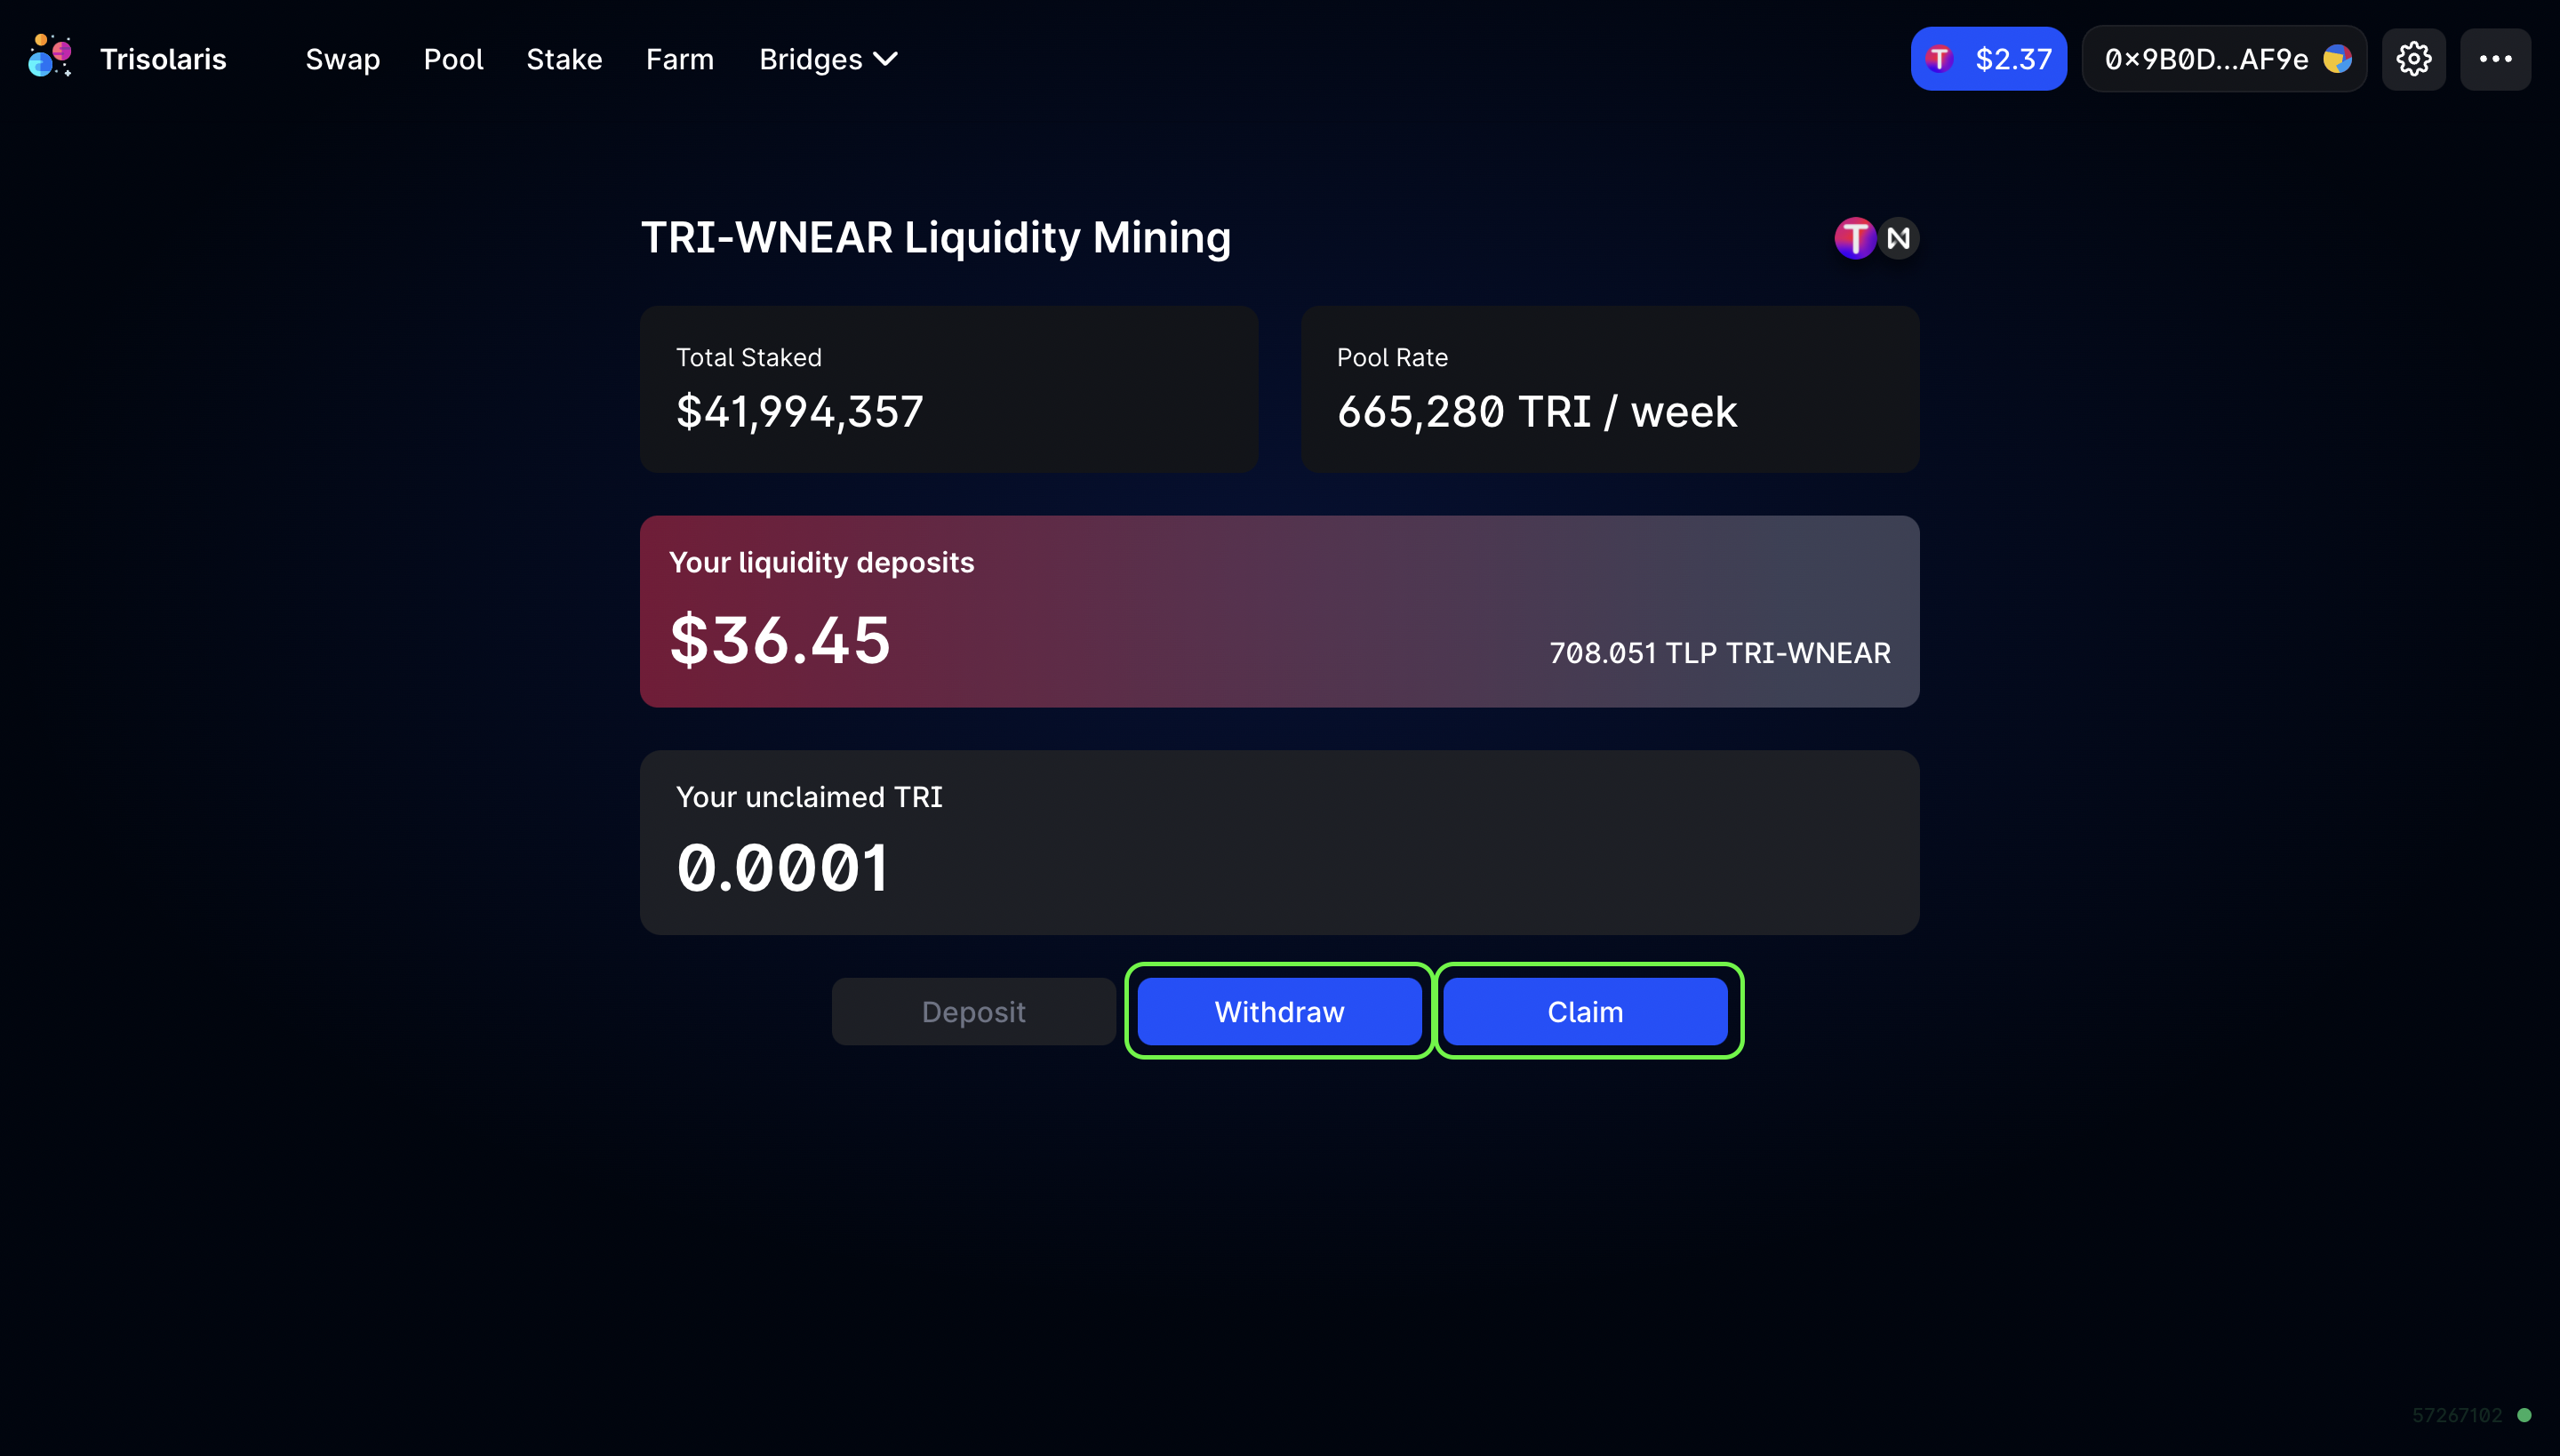 Trisolaris
Swap
Pool
Stake
Farm
Bridges
T
$2.37
0x9B0D...AF9e
TRI-WNEAR Liquidity Mining
T N
Total Staked
$41,994,357
Pool Rate
665,280 TRI / week
Your liquidity deposits
$36.45
708.051 TLP TRI-WNEAR
Your unclaimed TRI
0.0001
Deposit
Withdraw
Claim
57267102